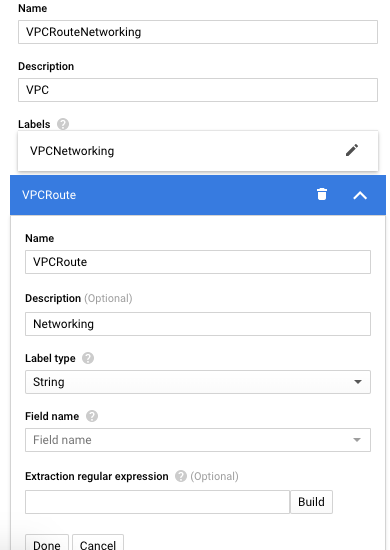 Name
VPCRouteNetworking
Description
VPC
Labels ?
VPCNetworking
VPCRoute
Name
VPCRoute
Description (Optional)
Networking
Label type ?
String
Field name ?
Field name
Extraction regular expression ? (Optional)
Build
Done Cancel